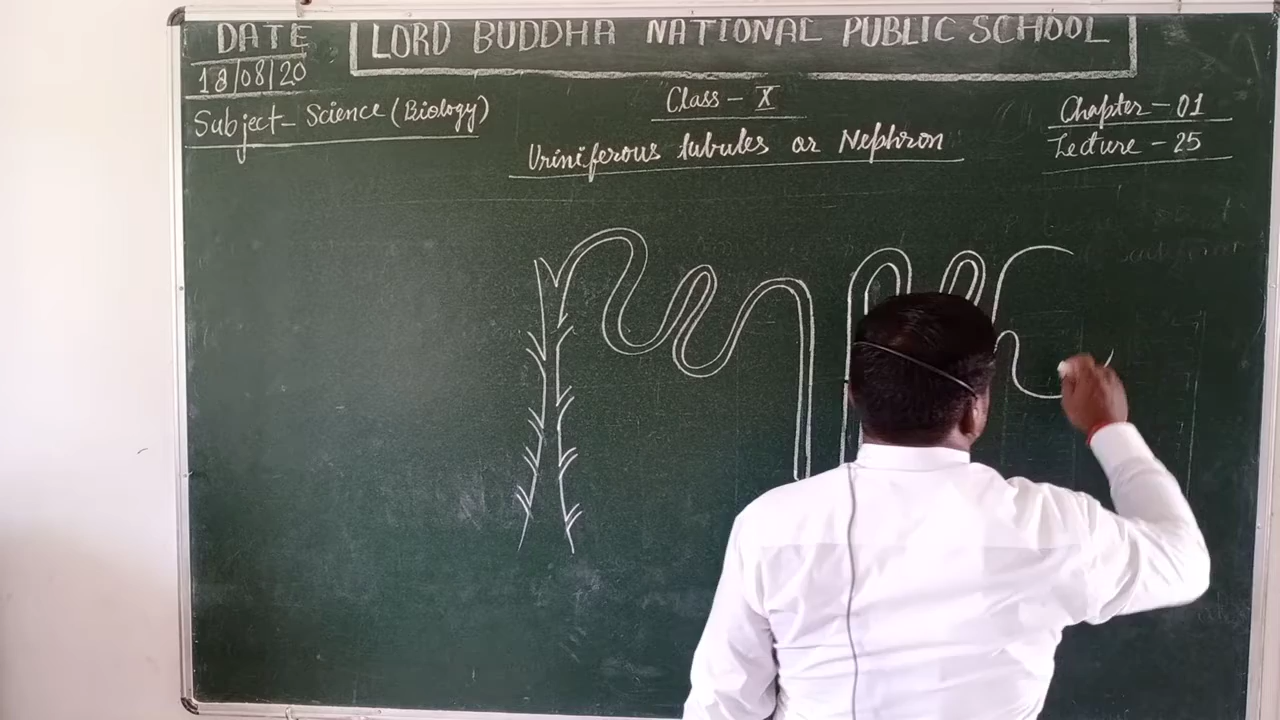 DATE
18/08/20
LORD BUDDHA NATIONAL PUBLIC SCHOOL
Subject- Science (Biology)
Class - X
Chapter - 01
Lecture - 25
Uriniferous tubules or Nephron